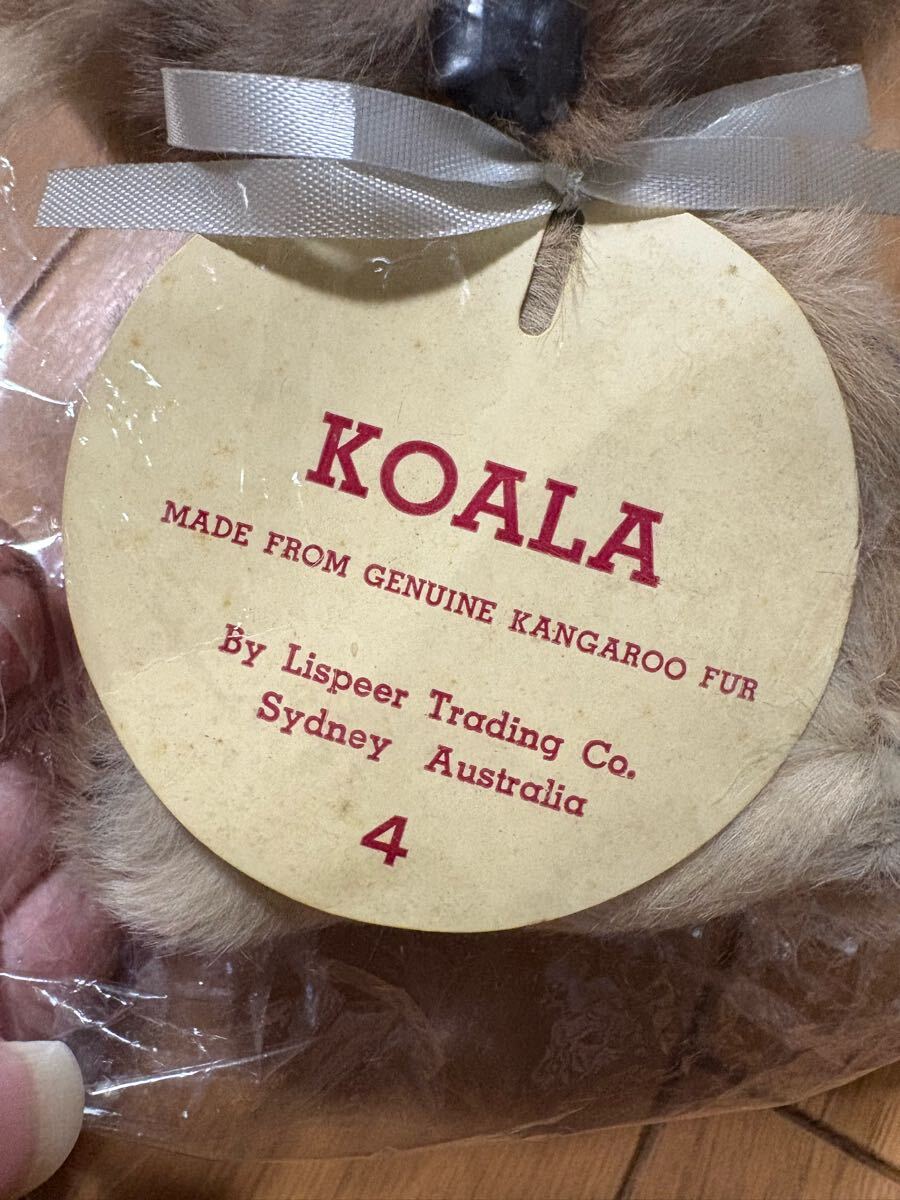 KOALA
MADE FROM GENUINE KANGAROO FUR
By Lispeer Trading Co.
Sydney Australia
4